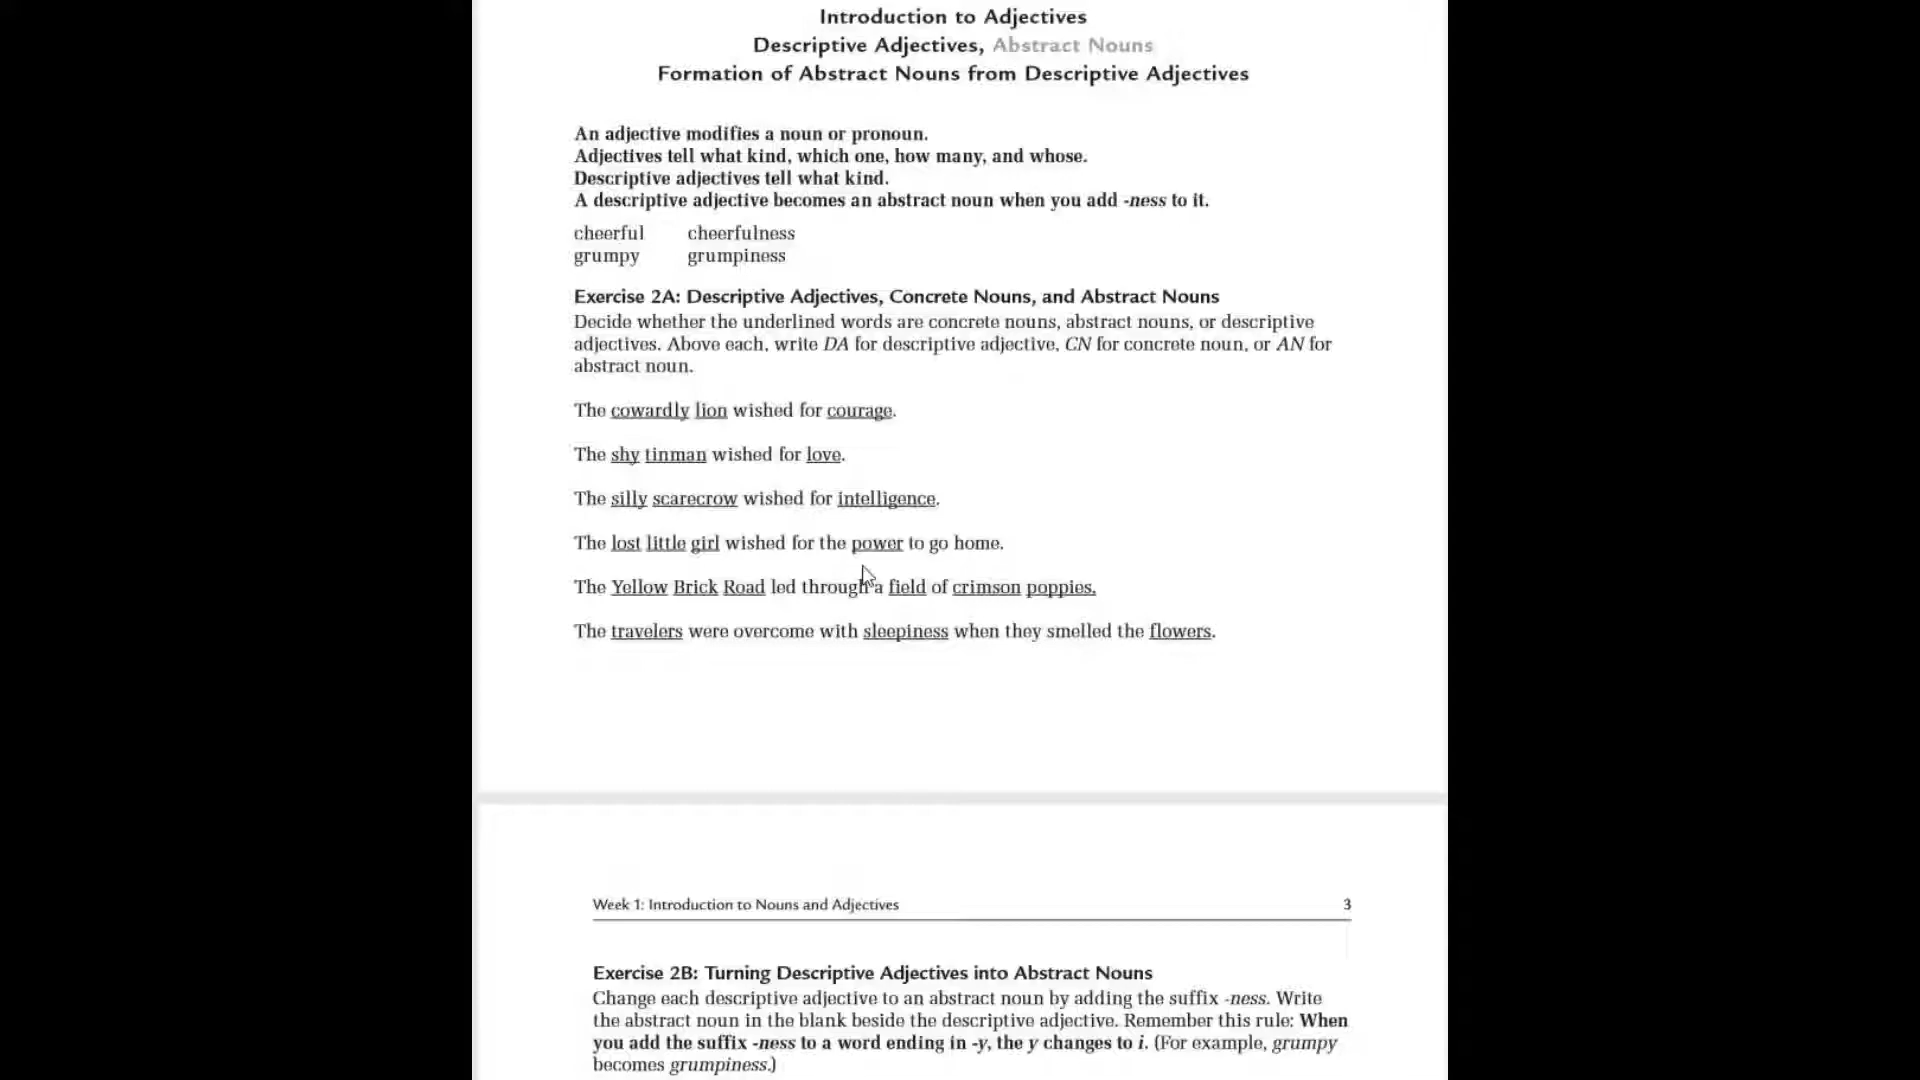 Introduction to Adjectives
Descriptive Adjectives, Abstract Nouns
Formation of Abstract Nouns from Descriptive Adjectives
An adjective modifies a noun or pronoun.
Adjectives tell what kind, which one, how many, and whose.
Descriptive adjectives tell what kind.
A descriptive adjective becomes an abstract noun when you add -ness to it.
cheerful cheerfulness
grumpy grumpiness
Exercise 2A: Descriptive Adjectives, Concrete Nouns, and Abstract Nouns
Decide whether the underlined words are concrete nouns, abstract nouns, or descriptive
adjectives. Above each, write DA for descriptive adjective, CN for concrete noun, or AN for
abstract noun.
The cowardly lion wished for courage.
The shy tinman wished for love.
The silly scarecrow wished for intelligence.
The lost little girl wished for the power to go home.
The Yellow Brick Road led through a field of crimson poppies.
The travelers were overcome with sleepiness when they smelled the flowers.
Week 1: Introduction to Nouns and Adjectives 3
Exercise 2B: Turning Descriptive Adjectives into Abstract Nouns
Change each descriptive adjective to an abstract noun by adding the suffix -ness. Write
the abstract noun in the blank beside the descriptive adjective. Remember this rule: When
you add the suffix -ness to a word ending in -y, the y changes to i. (For example, grumpy
becomes grumpiness.)